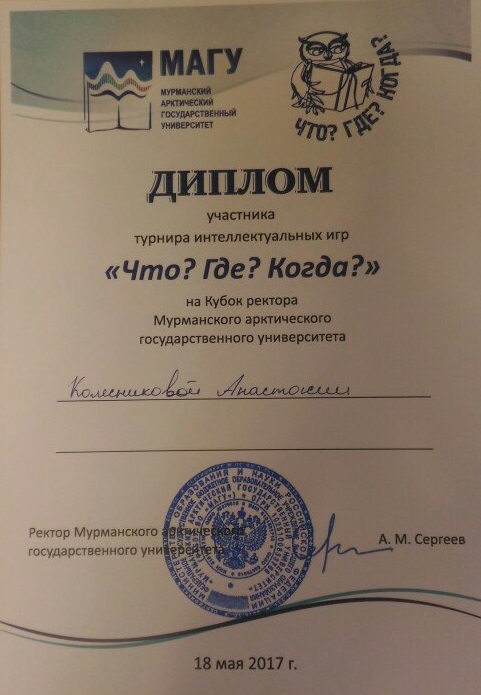 МАГУ
МУРМАНСКИЙ
АРКТИЧЕСКИЙ
ГОСУДАРСТВЕННЫЙ
УНИВЕРСИТЕТ
ЧТО? ГДЕ? КОГДА?
ДИПЛОМ
участника
турнира интеллектуальных игр
«Что? Где? Когда?»
на Кубок ректора
Мурманского арктического
государственного университета
Колесниковой Анастасии
Ректор Мурманского арктического
государственного университета
А. М. Сергеев
18 мая 2017 г.